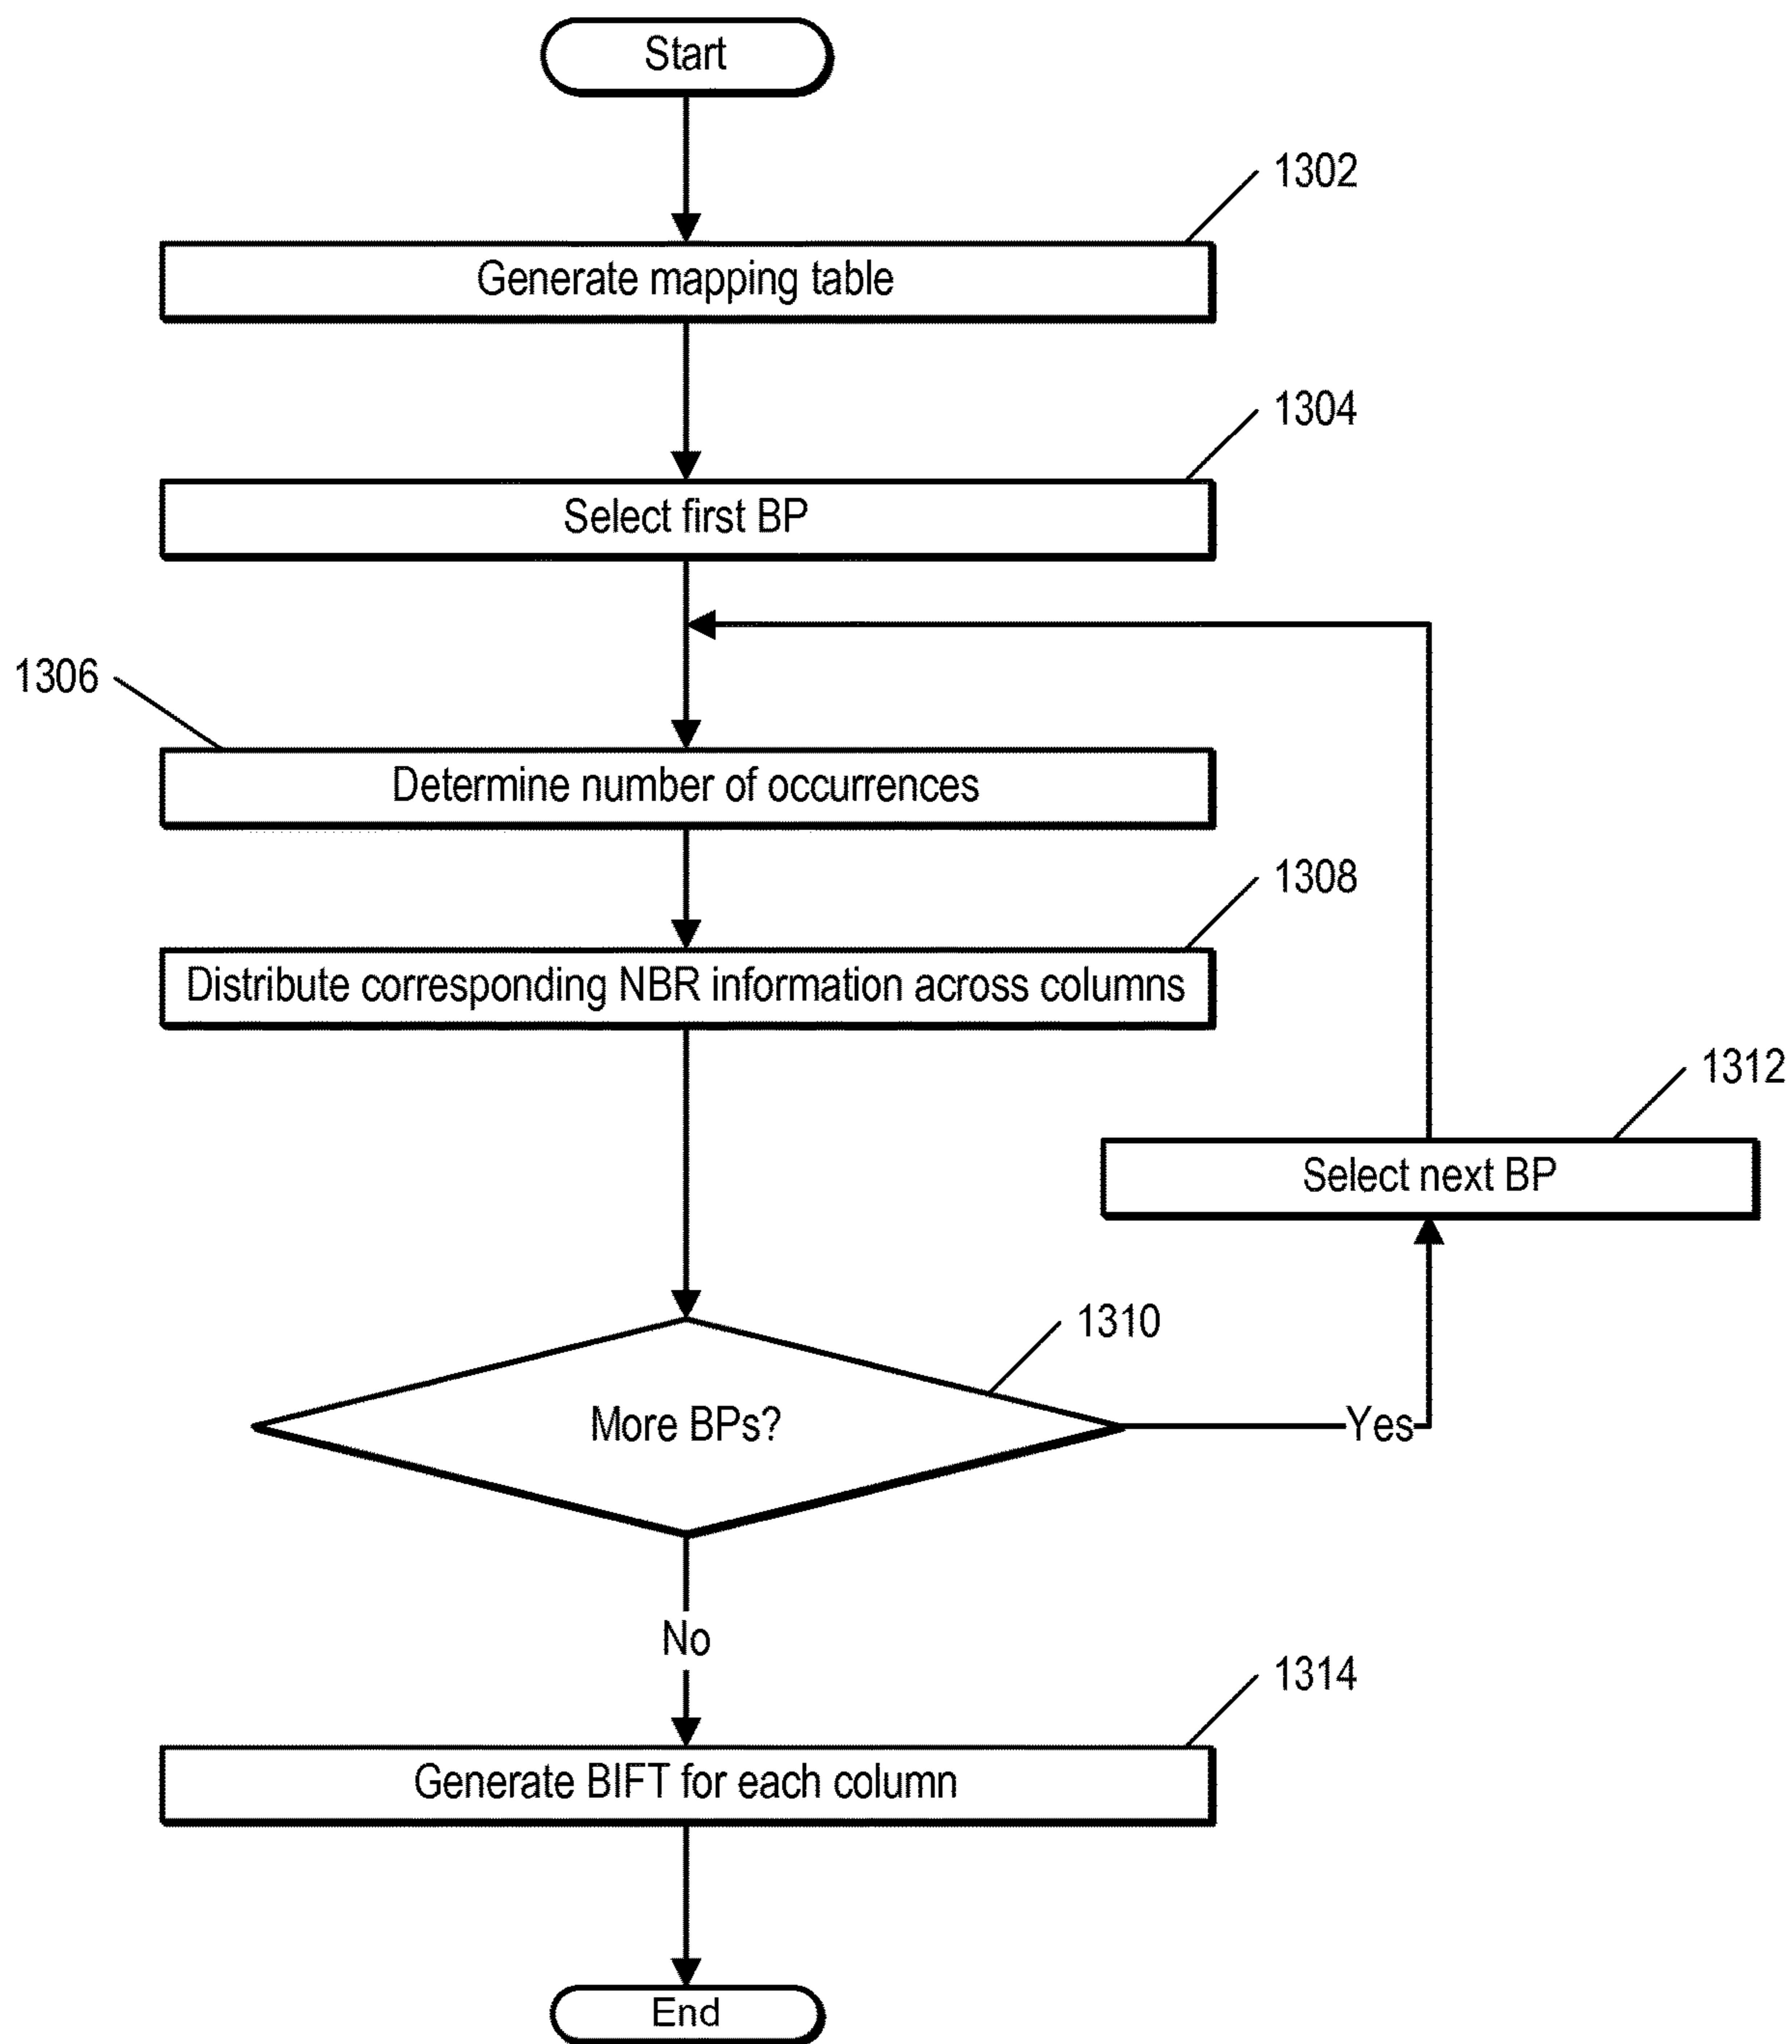 Start
1302
Generate mapping table
1304
Select first BP
1306
Determine number of occurrences
1308
Distribute corresponding NBR information across columns
1312
Select next BP
1310
More BPs?
Yes
No
1314
Generate BIFT for each column
End